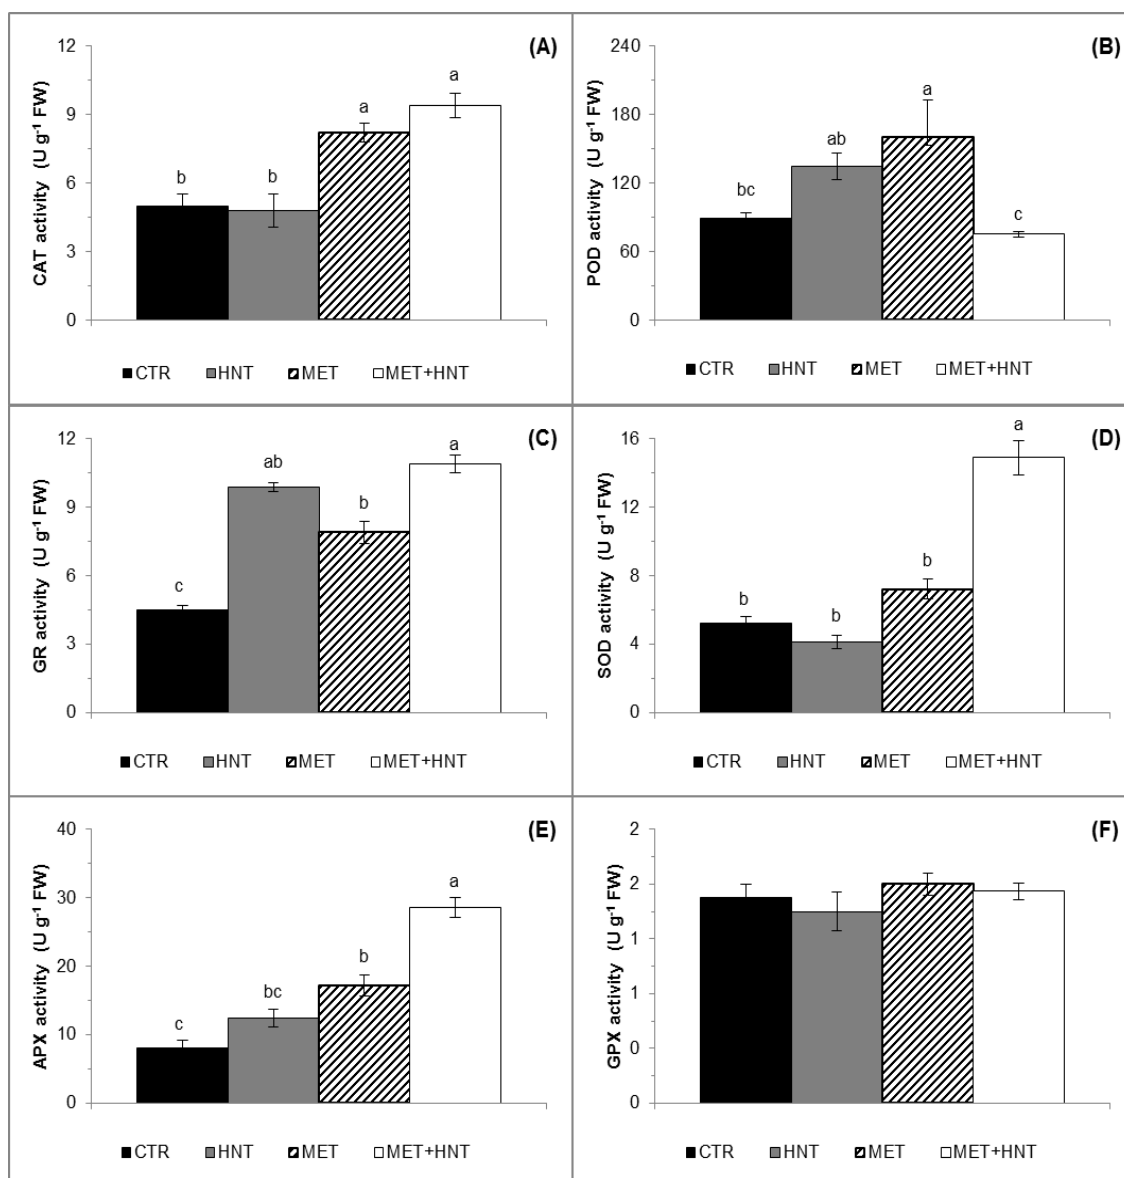 (A)
CAT activity (U g-1 FW)
12
9
6
3
0
b
b
a
a
CTR HNT MET MET+HNT
(B)
POD activity (U g-1 FW)
240
180
120
60
0
bc
ab
a
c
CTR HNT MET MET+HNT
(C)
GR activity (U g-1 FW)
12
9
6
3
0
c
ab
b
a
CTR HNT MET MET+HNT
(D)
SOD activity (U g-1 FW)
16
12
8
4
0
b
b
b
a
CTR HNT MET MET+HNT
(E)
APX activity (U g-1 FW)
40
30
20
10
0
c
bc
b
a
CTR HNT MET MET+HNT
(F)
GPX activity (U g-1 FW)
2
2
1
1
0
0
CTR HNT MET MET+HNT